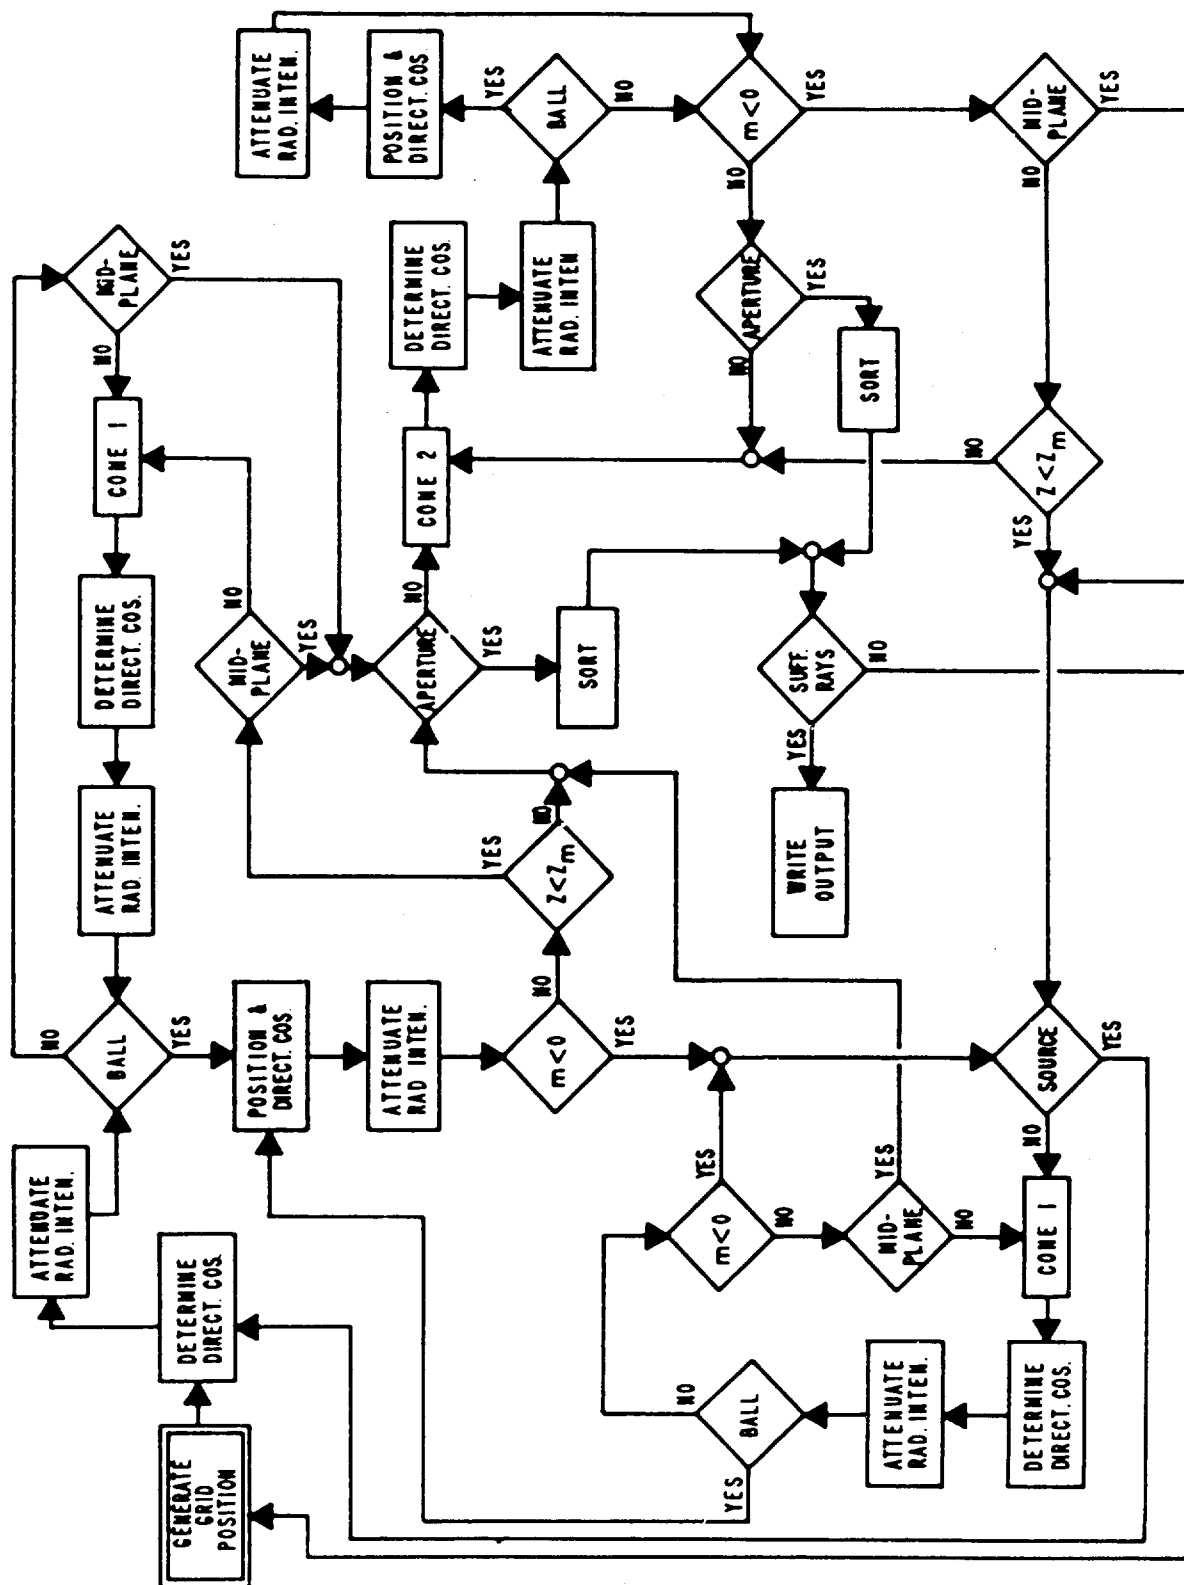 GENERATE
GRID
POSITION
DETERMINE
DIRECT. COS.
ATTENUATE
RAD. INTEN.
BALL
NO
YES
ATTENUATE
RAD. INTEN.
DETERMINE
DIRECT. COS.
CONE 1
NO
MID-
PLANE
YES
POSITION &
DIRECT. COS.
ATTENUATE
RAD INTEN.
m<0
NO
YES
Z<Zm
YES
NO
MID-
PLANE
NO
YES
APERTURE
NO
YES
SORT
CONE 2
DETERMINE
DIRECT. COS.
ATTENUATE
RAD. INTEN
BALL
YES
NO
POSITION &
DIRECT. COS.
ATTENUATE
RAD. INTEN.
m<0
NO
YES
APERTURE
NO
YES
SORT
SUFF.
RAYS
YES
NO
WRITE
OUTPUT
MID-
PLANE
NO
YES
Z<Zm
NO
YES
SOURCE
NO
YES
CONE 1
DETERMINE
DIRECT. COS.
ATTENUATE
RAD. INTEN.
BALL
NO
YES
m<0
YES
NO
MID-
PLANE
YES
NO